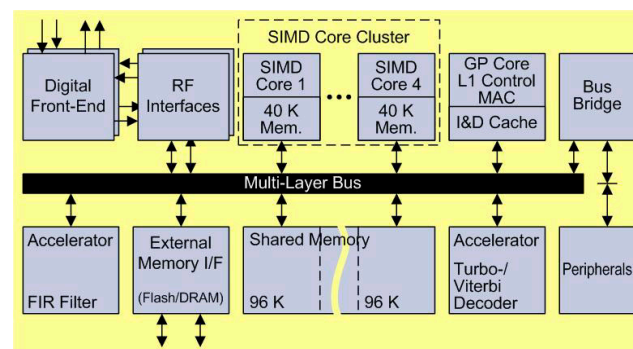 SIMD Core Cluster
Digital
Front-End
RF
Interfaces
SIMD
Core 1
40 K
Mem.
SIMD
Core 4
40 K
Mem.
GP Core
L1 Control
MAC
I&D Cache
Bus
Bridge
Multi-Layer Bus
Accelerator
FIR Filter
External
Memory I/F
(Flash/DRAM)
Shared Memory
96 K
96 K
Accelerator
Turbo-/
Viterbi
Decoder
Peripherals